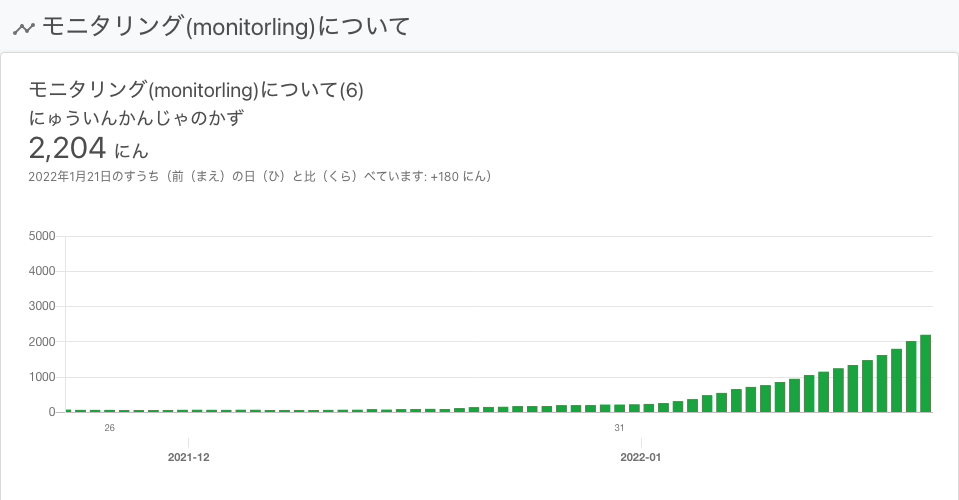 モニタリング(monitorling)について
モニタリング(monitorling)について(6)
にゅういんかんじゃのかず
2,204 にん
2022年1月21日のすうち（前（まえ）の日（ひ）と比（くら）べています: +180 にん）
5000
4000
3000
2000
1000
0
26
31
2021-12
2022-01